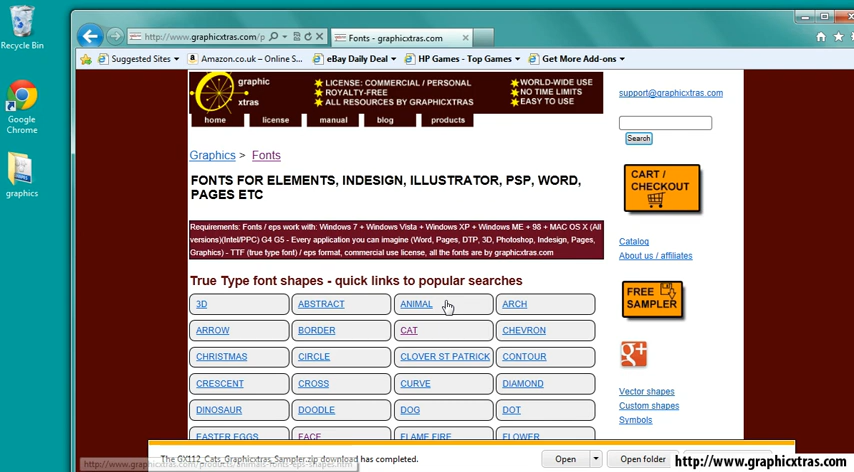 Recycle Bin
Google
Chrome
graphics
http://www.graphicxtras.com/p
Fonts - graphicxtras.com
Suggested Sites
Amazon.co.uk – Online S...
eBay Daily Deal
HP Games - Top Games
Get More Add-ons
graphic
xtras
LICENSE: COMMERCIAL / PERSONAL
ROYALTY-FREE
ALL RESOURCES BY GRAPHICXTRAS
WORLD-WIDE USE
NO TIME LIMITS
EASY TO USE
home
license
manual
blog
products
support@graphicxtras.com
Search
Graphics > Fonts
FONTS FOR ELEMENTS, INDESIGN, ILLUSTRATOR, PSP, WORD,
PAGES ETC
CART /
CHECKOUT
Requirements: Fonts / eps work with: Windows 7 + Windows Vista + Windows XP + Windows ME + 98 + MAC OS X (All
versions)(Intel/PPC) G4 G5 - Every application you can imagine (Word, Pages, DTP, 3D, Photoshop, Indesign, Pages,
Graphics) - TTF (true type font) / eps format, commercial use license, all the fonts are by graphicxtras.com
Catalog
About us / affiliates
True Type font shapes - quick links to popular searches
FREE
SAMPLER
3D
ABSTRACT
ANIMAL
ARCH
ARROW
BORDER
CAT
CHEVRON
CHRISTMAS
CIRCLE
CLOVER ST PATRICK
CONTOUR
g+
CRESCENT
CROSS
CURVE
DIAMOND
Vector shapes
Custom shapes
Symbols
DINOSAUR
DOODLE
DOG
DOT
EASTER EGGS
FACE
FLAME FIRE
FLOWER
The GX112_Cats_Graphicxtras_Sampler.zip download has completed.
Open
Open folder
http://www.graphicxtras.com
http://graphicxtras.com/products/animals-fonts-eps-shapes.htm